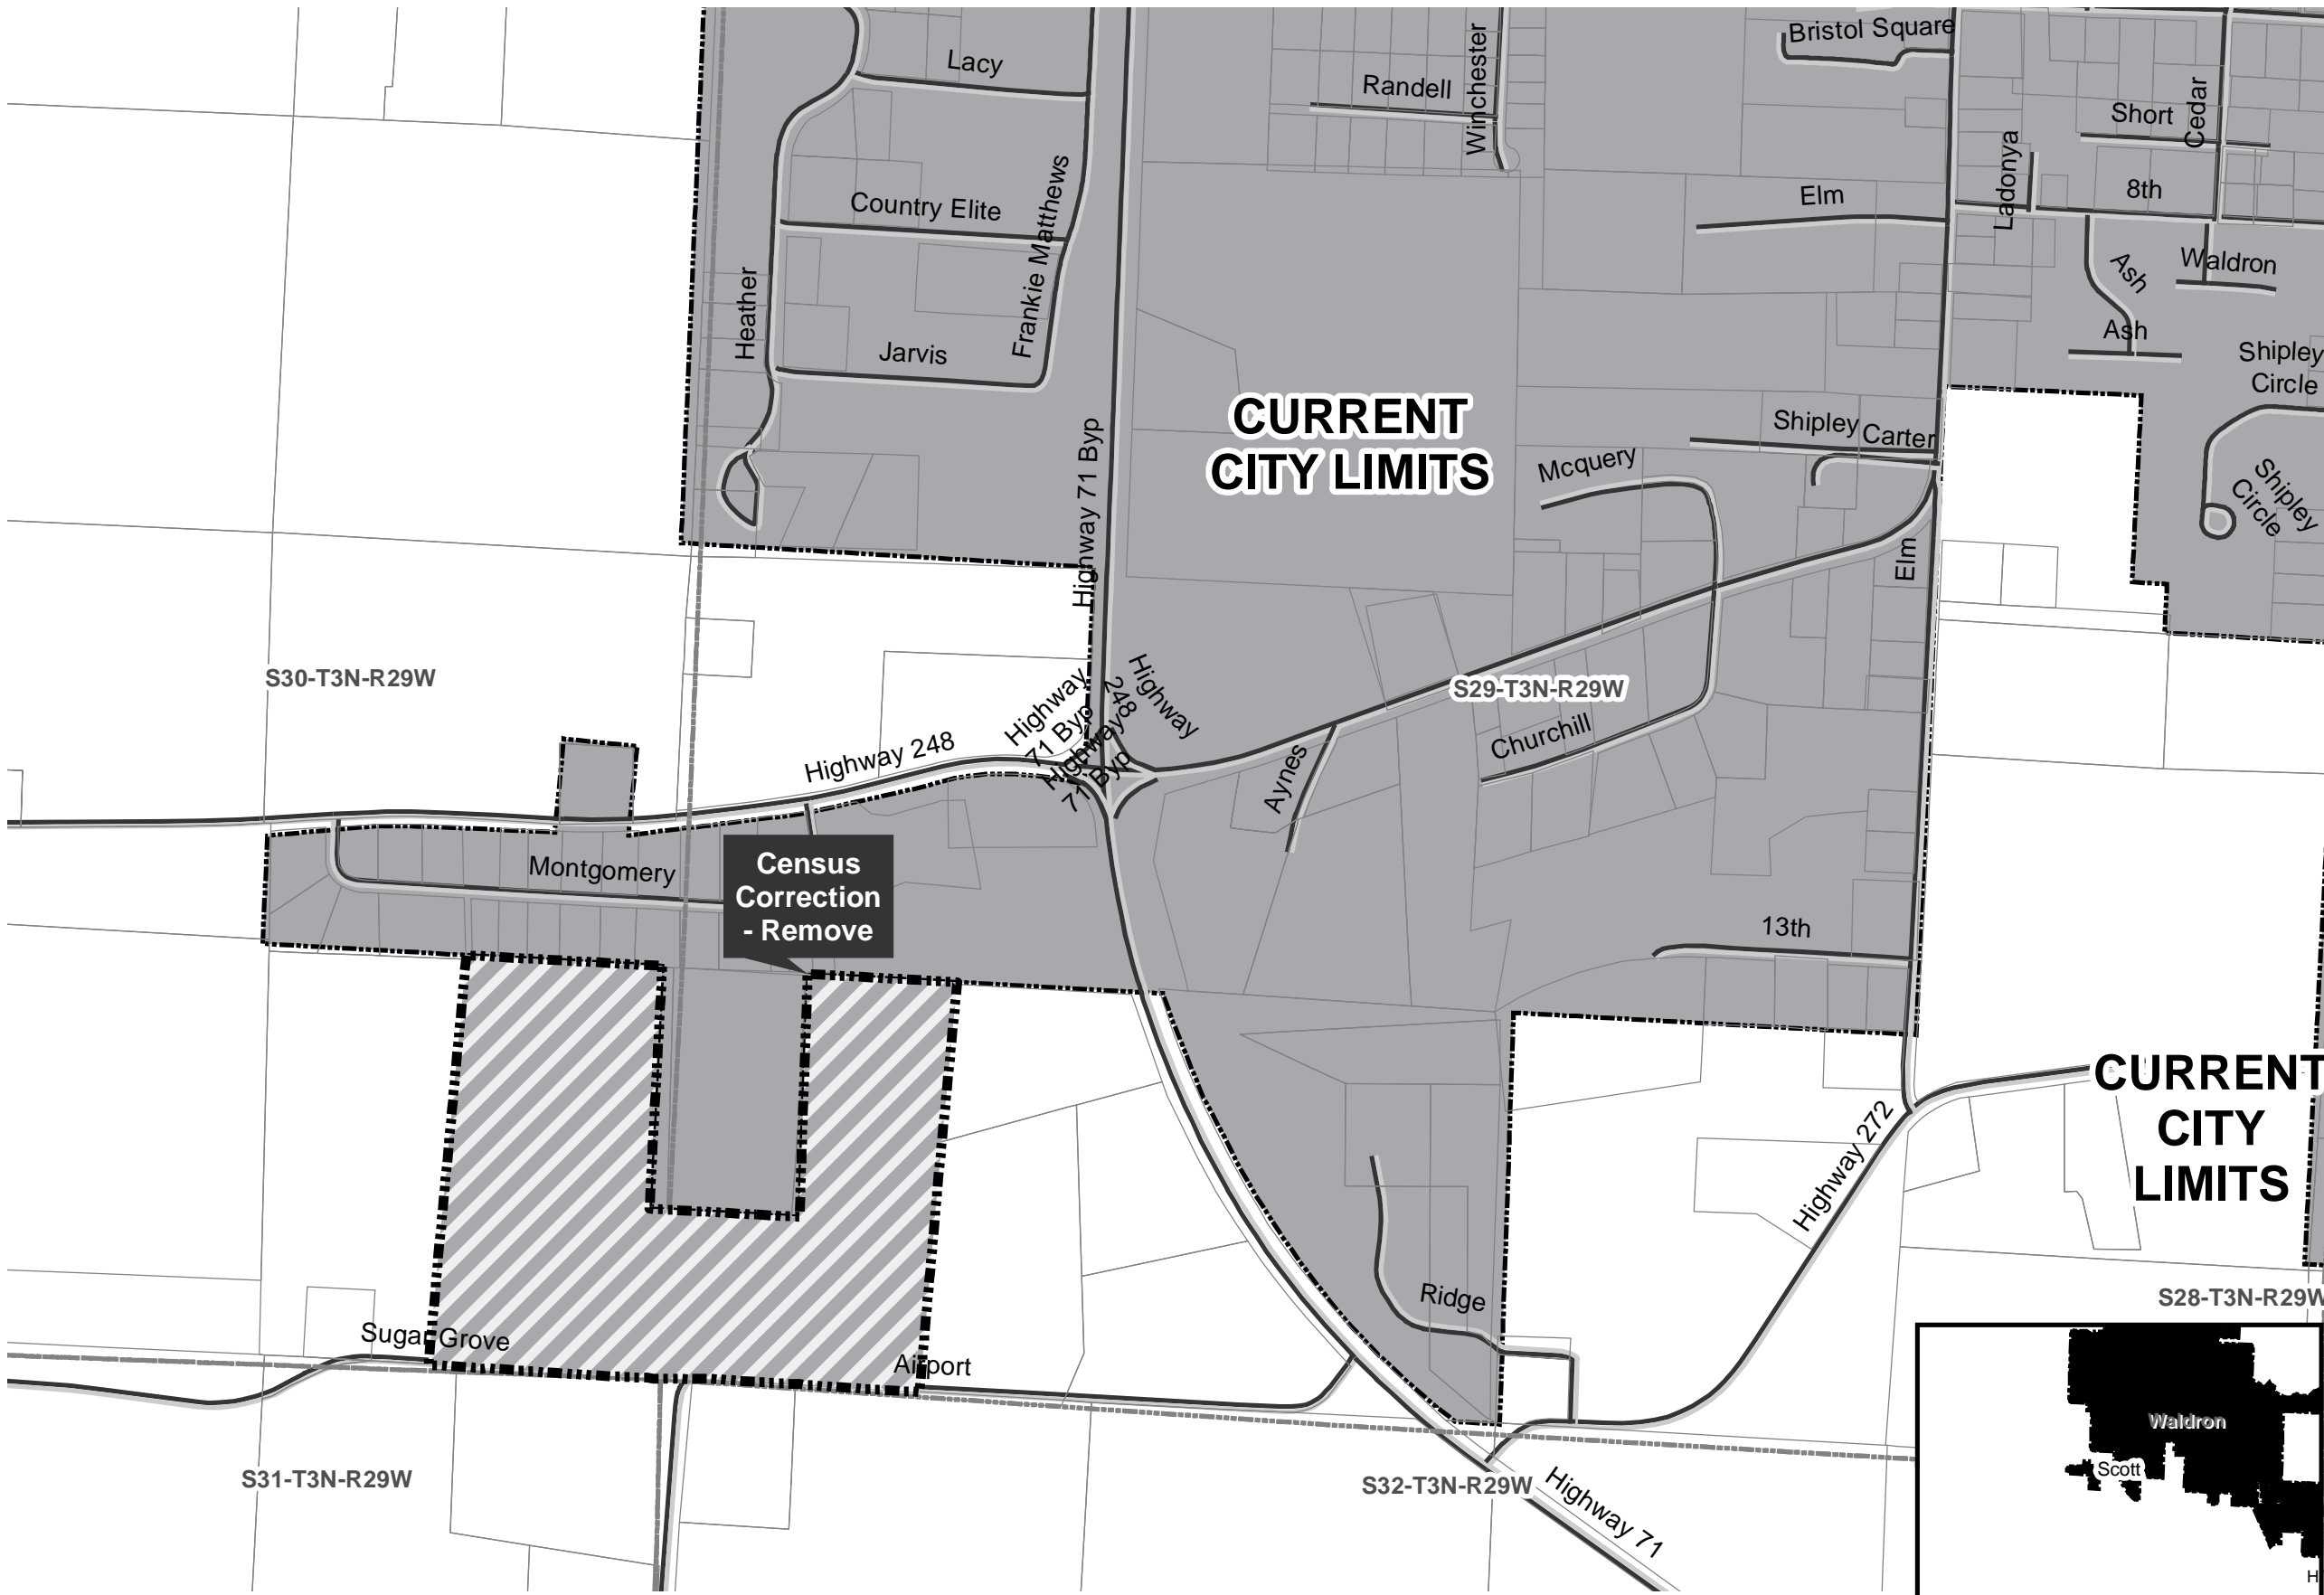 Bristol Square
Lacy
Randell
Winchester
Short
Cedar
Ladonya
8th
Elm
Country Elite
Frankie Matthews
Heather
Jarvis
Ash
Waldron
Ash
Shipley
Circle
Shipley
Circle
CURRENT
CITY LIMITS
Shipley
Carter
Mcquery
Highway 71 Byp
Elm
S30-T3N-R29W
S29-T3N-R29W
Highway
71 Byp
Highway
248
Highway
71 Byp
Highway 248
Churchill
Aynes
Montgomery
Census
Correction
- Remove
13th
CURRENT
CITY
LIMITS
Highway 272
Ridge
S28-T3N-R29W
Sugar Grove
Airport
S31-T3N-R29W
S32-T3N-R29W
Highway 71
Waldron
Scott
H